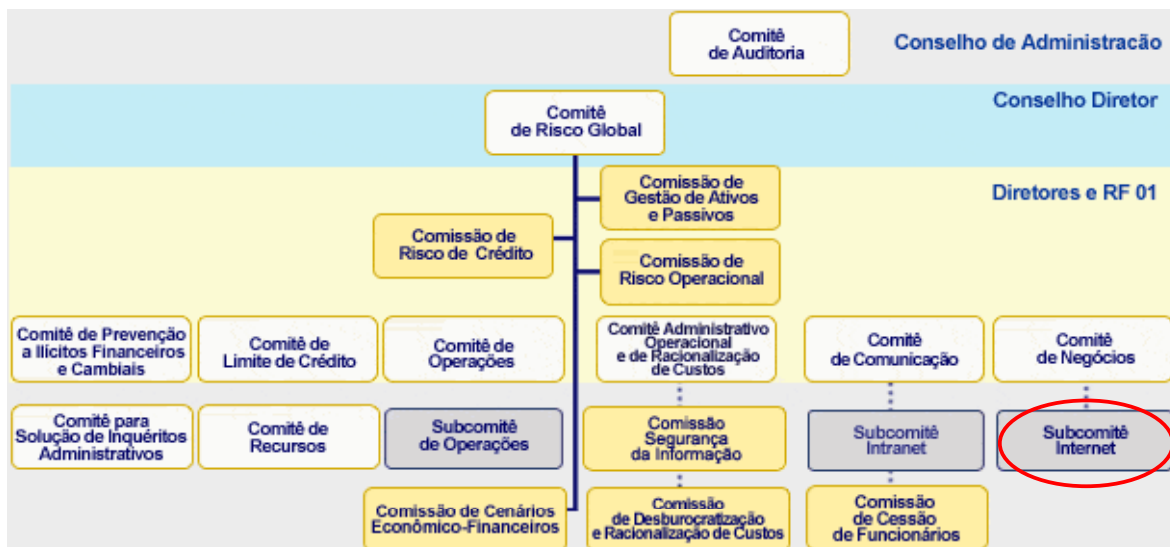 Comitê
de Auditoria
Conselho de Administracão
Conselho Diretor
Comitê
de Risco Global
Comissão de
Gestão de Ativos
e Passivos
Diretores e RF 01
Comissão de
Risco de Crédito
Comissão de
Risco Operacional
Comitê de Prevenção
a Ilícitos Financeiros
e Cambiais
Comitê de
Limite de Crédito
Comitê de
Operações
Comitê Administrativo
Operacional
e de Racionalização
de Custos
Comitê
de Comunicação
Comitê
de Negócios
Comitê para
Solução de Inquéritos
Administrativos
Comitê de
Recursos
Subcomitê
de Operações
Comissão
Segurança
da Informação
Subcomitê
Intranet
Subcomitê
Internet
Comissão de Cenários
Econômico-Financeiros
Comissão
de Desburocratização
e Racionalização de Custos
Comissão
de Cessão
de Funcionários